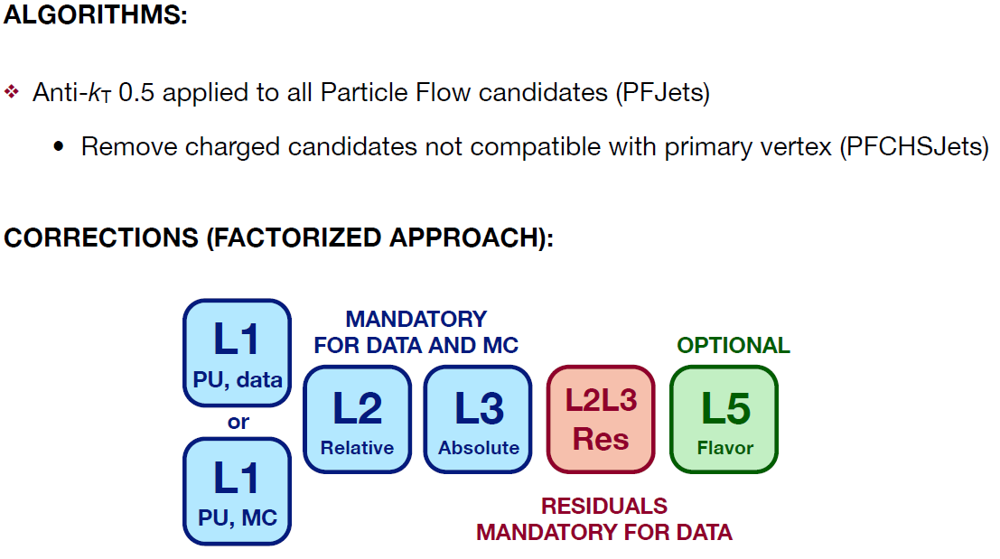 ALGORITHMS:
❖ Anti-kT 0.5 applied to all Particle Flow candidates (PFJets)
• Remove charged candidates not compatible with primary vertex (PFCHSJets)
CORRECTIONS (FACTORIZED APPROACH):
L1
PU, data
or
L1
PU, MC
MANDATORY
FOR DATA AND MC
L2
Relative
L3
Absolute
L2L3
Res
RESIDUALS
MANDATORY FOR DATA
OPTIONAL
L5
Flavor